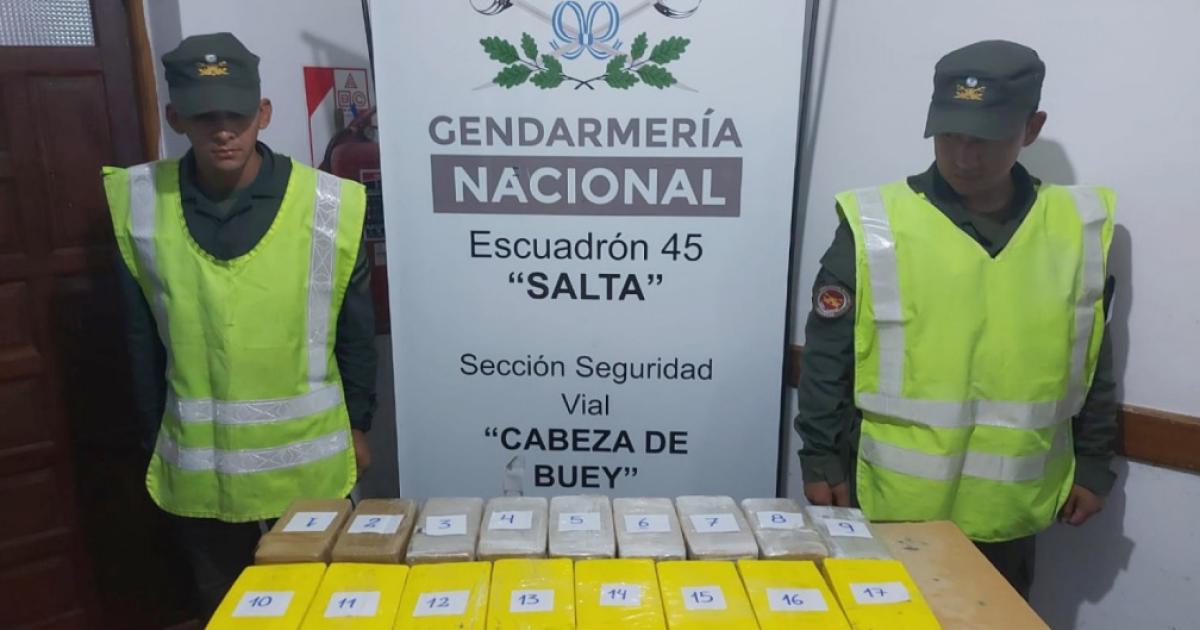 GENDARMERÍA
NACIONAL
Escuadrón 45
“SALTA”
Sección Seguridad
Vial
“CABEZA DE
BUEY”
1 2 3 4 5 6 7 8 9
10 11 12 13 14 15 16 17